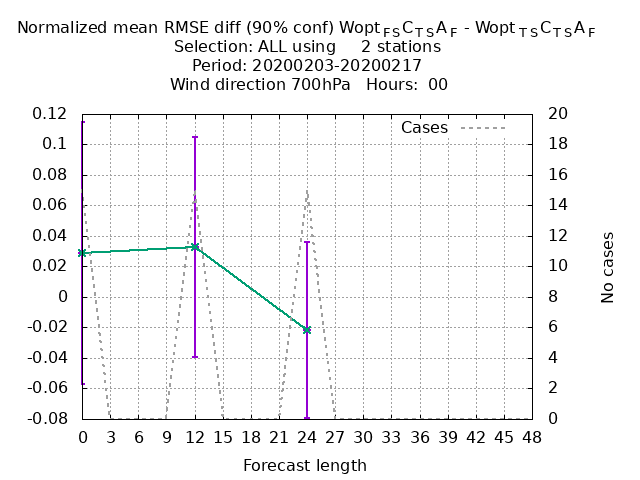 Normalized mean RMSE diff (90% conf) Wopt FS C TS A F - Wopt TS C TS A F
Selection: ALL using 2 stations
Period: 20200203-20200217
Wind direction 700hPa Hours: 00
Cases
0.12
0.1
0.08
0.06
0.04
0.02
0
-0.02
-0.04
-0.06
-0.08
20
18
16
14
12
10
8
6
4
2
0
No cases
0 3 6 9 12 15 18 21 24 27 30 33 36 39 42 45 48
Forecast length